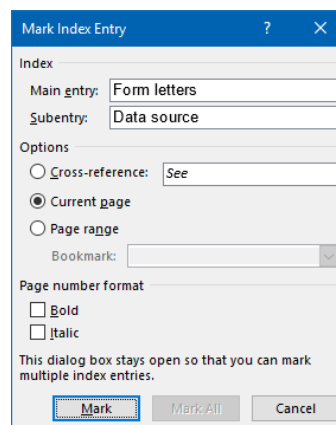 Mark Index Entry ? ×
Index
Main entry: Form letters
Subentry: Data source
Options
Cross-reference: See
Current page
Page range
Bookmark:
Page number format
Bold
Italic
This dialog box stays open so that you can mark
multiple index entries.
Mark Mark All Cancel